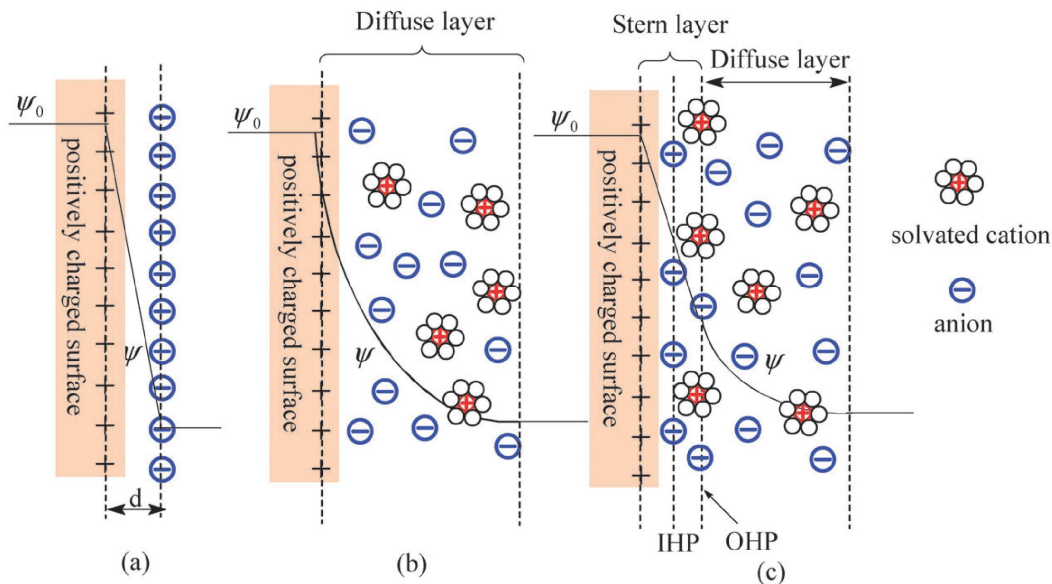 Diffuse layer
Stern layer
Diffuse layer
ψ₀
ψ₀
ψ₀
positively charged surface
positively charged surface
positively charged surface
ψ
ψ
ψ
d
solvated cation
anion
IHP
OHP
(a)
(b)
(c)